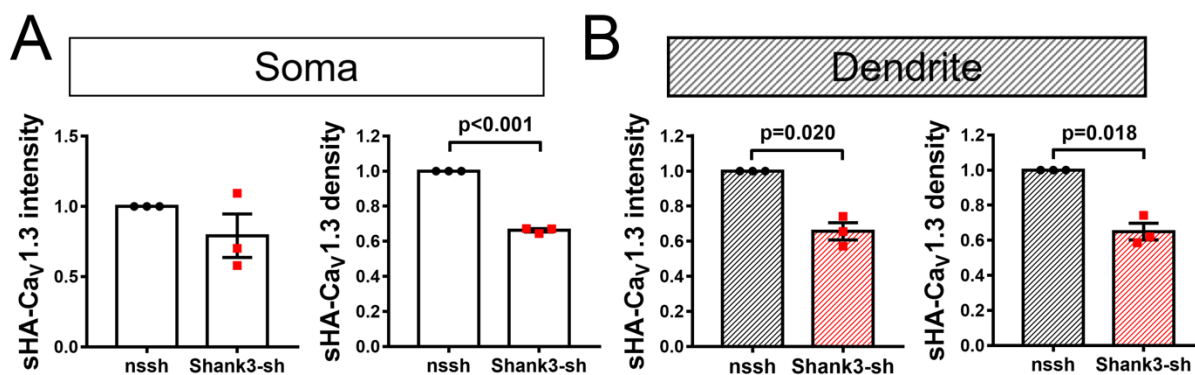 A
Soma
sHA-CaV1.3 intensity
1.5
1.0
0.5
0.0
nssh
Shank3-sh
sHA-CaV1.3 density
p<0.001
1.2
1.0
0.8
0.6
0.4
0.2
0.0
nssh
Shank3-sh
B
Dendrite
sHA-CaV1.3 intensity
p=0.020
1.2
1.0
0.8
0.6
0.4
0.2
0.0
nssh
Shank3-sh
sHA-CaV1.3 density
p=0.018
1.2
1.0
0.8
0.6
0.4
0.2
0.0
nssh
Shank3-sh